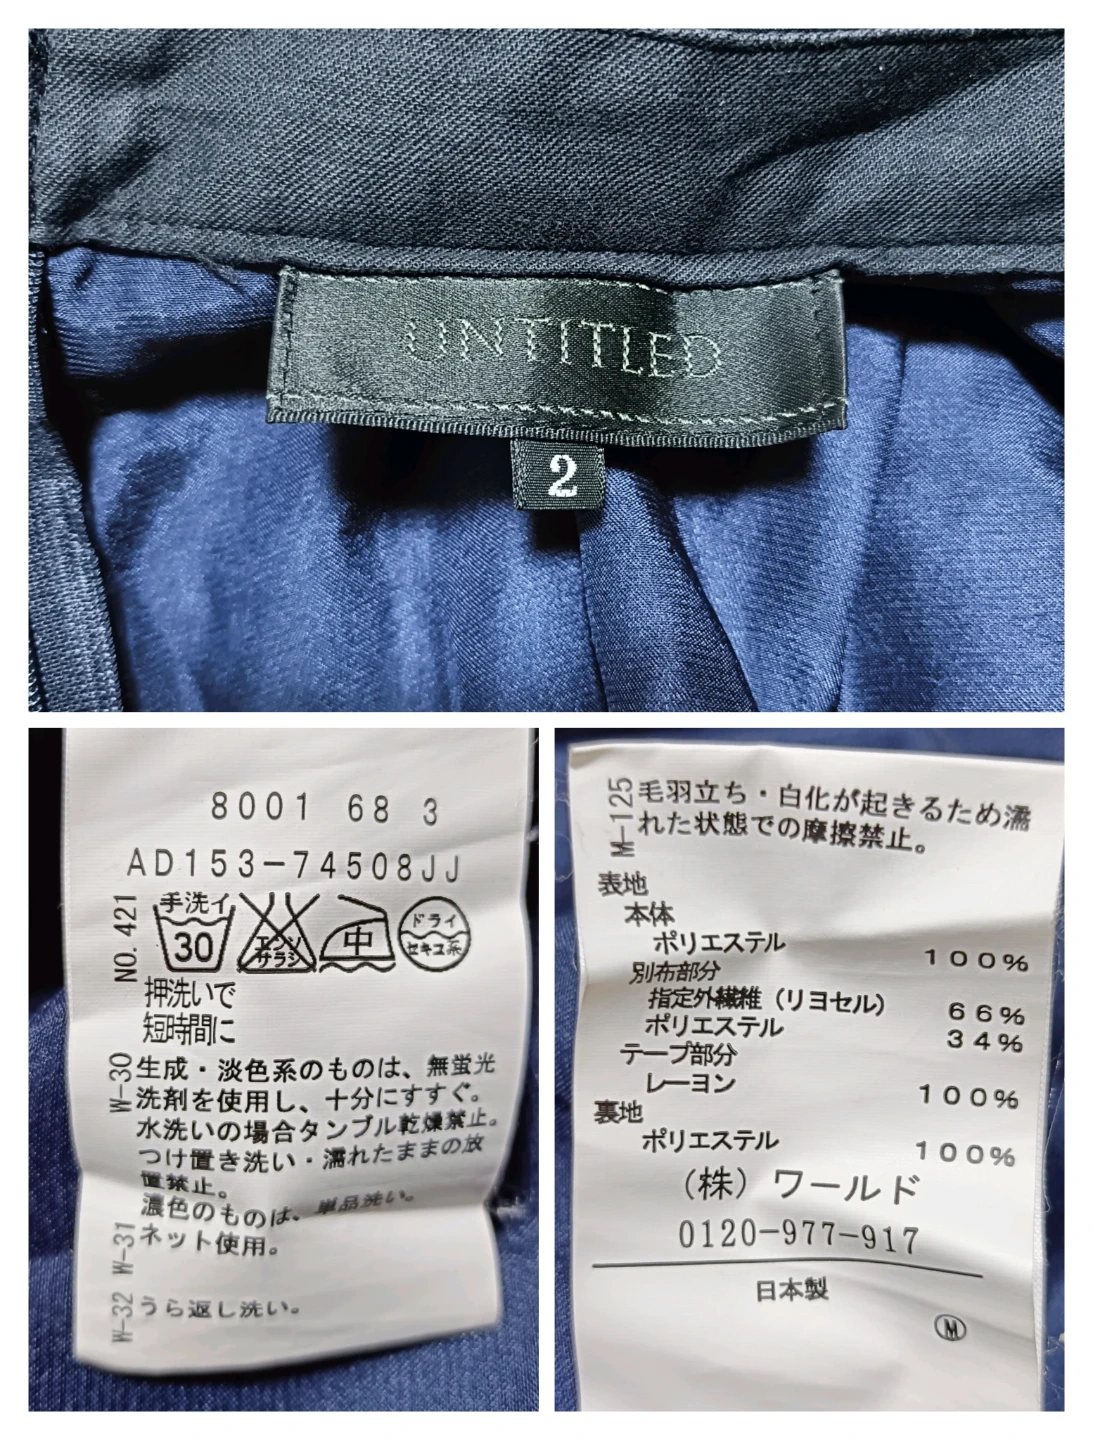 UNTITLED
2
8001 68 3
AD153-74508JJ
NO.421
手洗イ
30
エンソ
サラシ
中
ドライ
セキユ系
押洗いで
短時間に
W-30
生成・淡色系のものは、無蛍光
洗剤を使用し、十分にすすぐ。
水洗いの場合タンブル乾燥禁止。
つけ置き洗い・濡れたままの放
置禁止。
濃色のものは、単品洗い。
W-31
ネット使用。
W-32
うら返し洗い。
M-125
毛羽立ち・白化が起きるため濡
れた状態での摩擦禁止。
表地
本体
ポリエステル 100%
別布部分
指定外繊維（リヨセル） 66%
ポリエステル 34%
テープ部分
レーヨン 100%
裏地
ポリエステル 100%
（株）ワールド
0120-977-917
日本製
M